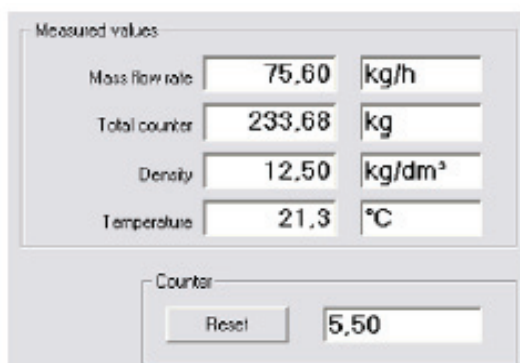 Measured values
Mass flow rate 75,60 kg/h
Total counter 233,68 kg
Density 12,50 kg/dm³
Temperature 21,3 °C
Counter
Reset 5,50